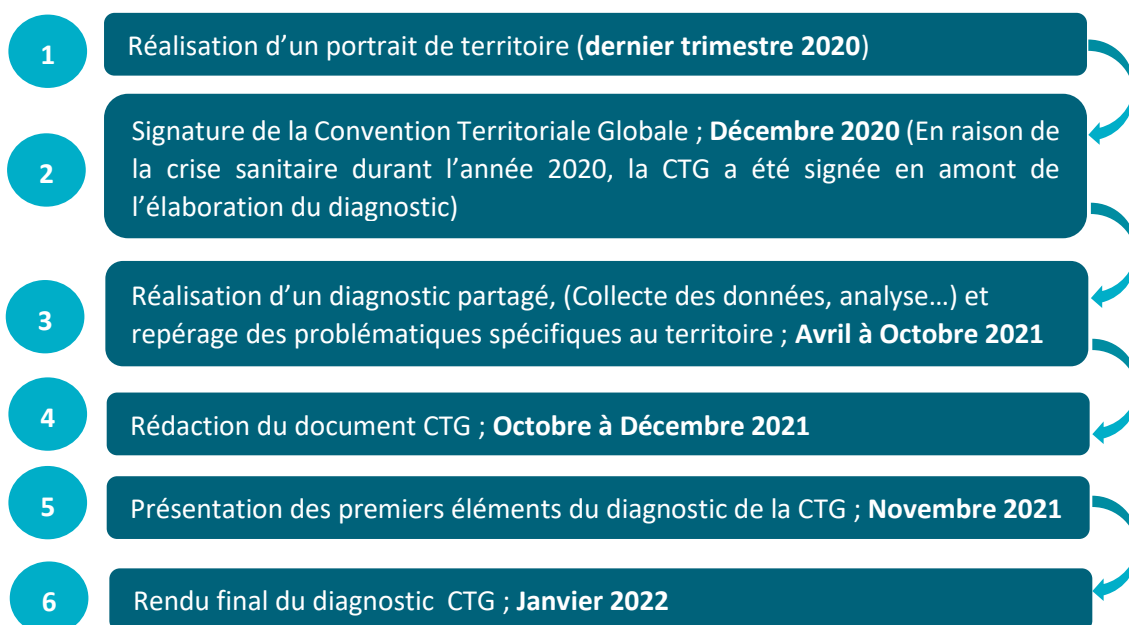 1
Réalisation d’un portrait de territoire (dernier trimestre 2020)
2
Signature de la Convention Territoriale Globale ; Décembre 2020 (En raison de
la crise sanitaire durant l’année 2020, la CTG a été signée en amont de
l’élaboration du diagnostic)
3
Réalisation d’un diagnostic partagé, (Collecte des données, analyse…) et
repérage des problématiques spécifiques au territoire ; Avril à Octobre 2021
4
Rédaction du document CTG ; Octobre à Décembre 2021
5
Présentation des premiers éléments du diagnostic de la CTG ; Novembre 2021
6
Rendu final du diagnostic  CTG ; Janvier 2022